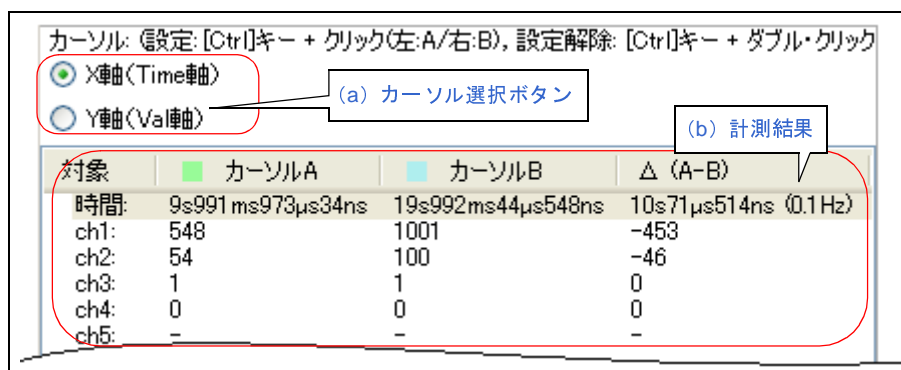 カーソル: (設定: [Ctrl]キー + クリック(左:A/右:B), 設定解除: [Ctrl]キー + ダブル・クリック
X軸(Time軸)
Y軸(Val軸)
(a) カーソル選択ボタン
(b) 計測結果
対象 カーソルA カーソルB Δ (A-B)
時間: 9s991ms973μs34ns 19s992ms44μs548ns 10s71μs514ns (0.1Hz)
ch1: 548 1001 -453
ch2: 54 100 -46
ch3: 1 1 0
ch4: 0 0 0
ch5: - - -